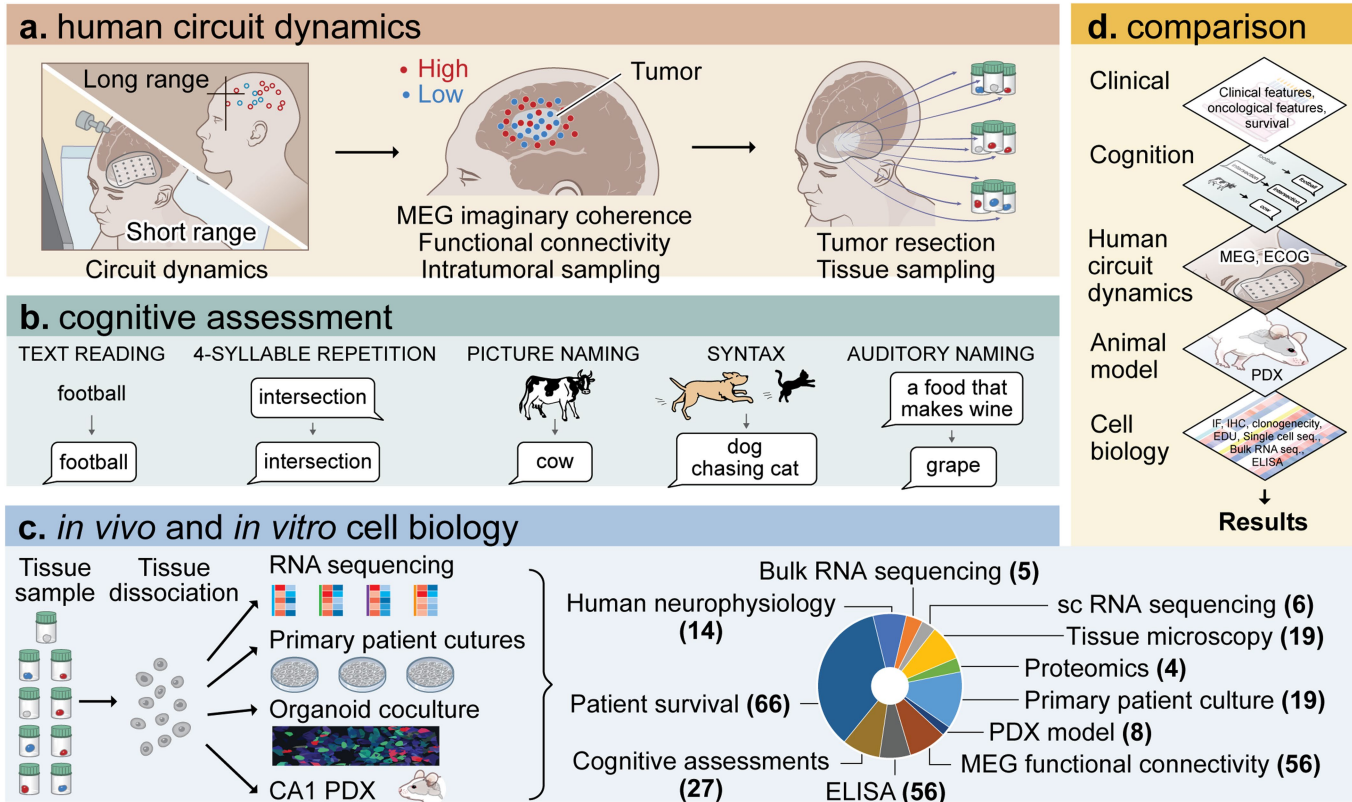 a. human circuit dynamics
Long range
Short range
Circuit dynamics
High
Low
Tumor
MEG imaginary coherence
Functional connectivity
Intratumoral sampling
Tumor resection
Tissue sampling
b. cognitive assessment
TEXT READING
football
football
4-SYLLABLE REPETITION
intersection
intersection
PICTURE NAMING
cow
SYNTAX
dog
chasing cat
AUDITORY NAMING
a food that
makes wine
grape
c. in vivo and in vitro cell biology
Tissue
sample
Tissue
dissociation
RNA sequencing
Primary patient cutures
Organoid coculture
CA1 PDX
Bulk RNA sequencing (5)
sc RNA sequencing (6)
Tissue microscopy (19)
Proteomics (4)
Primary patient culture (19)
PDX model (8)
MEG functional connectivity (56)
ELISA (56)
Cognitive assessments
(27)
Patient survival (66)
Human neurophysiology
(14)
d. comparison
Clinical
Clinical features,
oncological features,
survival
Cognition
football
football
intersection
intersection
cow
Human
circuit
dynamics
MEG, ECOG
Animal
model
PDX
Cell
biology
IF, IHC, clonogenecity,
EDU, Single cell seq.,
Bulk RNA seq.,
ELISA
Results